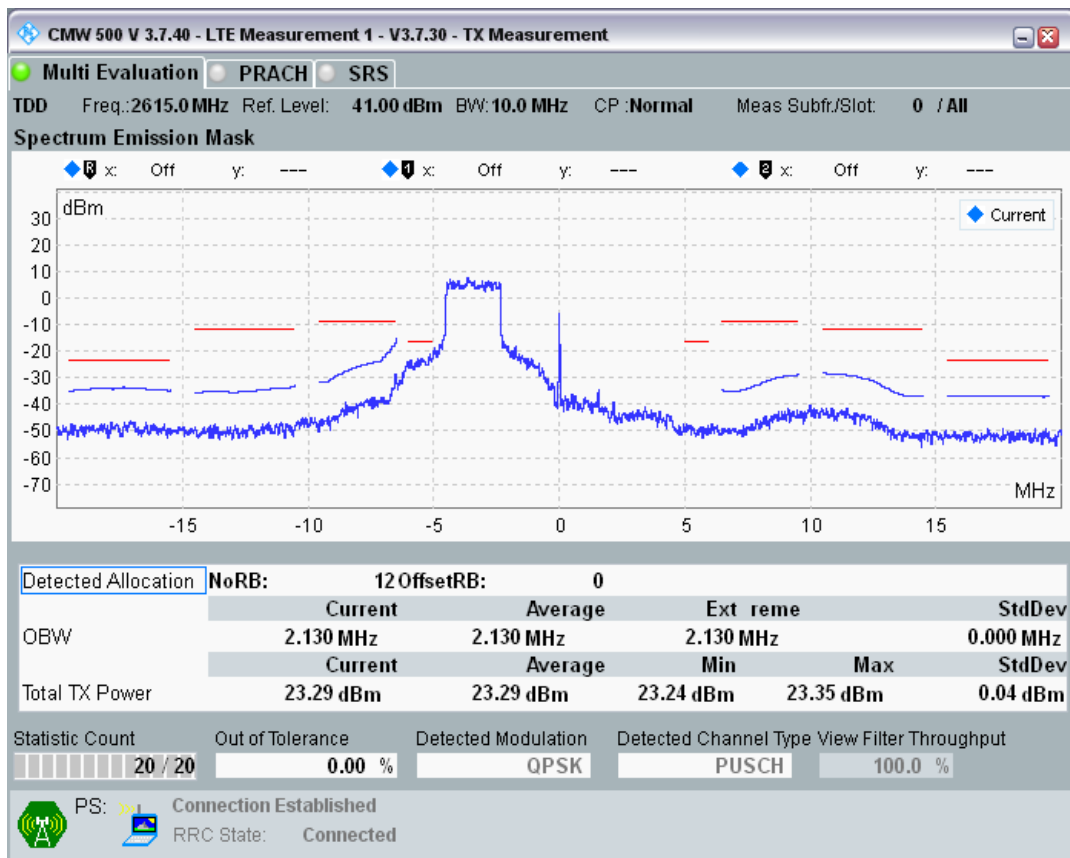 CMW 500 V 3.7.40 - LTE Measurement 1 - V3.7.30 - TX Measurement
Multi Evaluation PRACH SRS
TDD Freq.:2615.0 MHz Ref. Level: 41.00 dBm BW:10.0 MHz CP :Normal Meas Subfr./Slot: 0 / All
Spectrum Emission Mask
R x: Off y: --- 1 x: Off y: --- 2 x: Off y: ---
dBm
Current
30
20
10
0
-10
-20
-30
-40
-50
-60
-70
MHz
-15 -10 -5 0 5 10 15
Detected Allocation NoRB: 12 OffsetRB: 0
Current Average Ext reme StdDev
OBW 2.130 MHz 2.130 MHz 2.130 MHz 0.000 MHz
Current Average Min Max StdDev
Total TX Power 23.29 dBm 23.29 dBm 23.24 dBm 23.35 dBm 0.04 dBm
Statistic Count Out of Tolerance Detected Modulation Detected Channel Type View Filter Throughput
20 / 20 0.00 % QPSK PUSCH 100.0 %
PS: Connection Established
RRC State: Connected